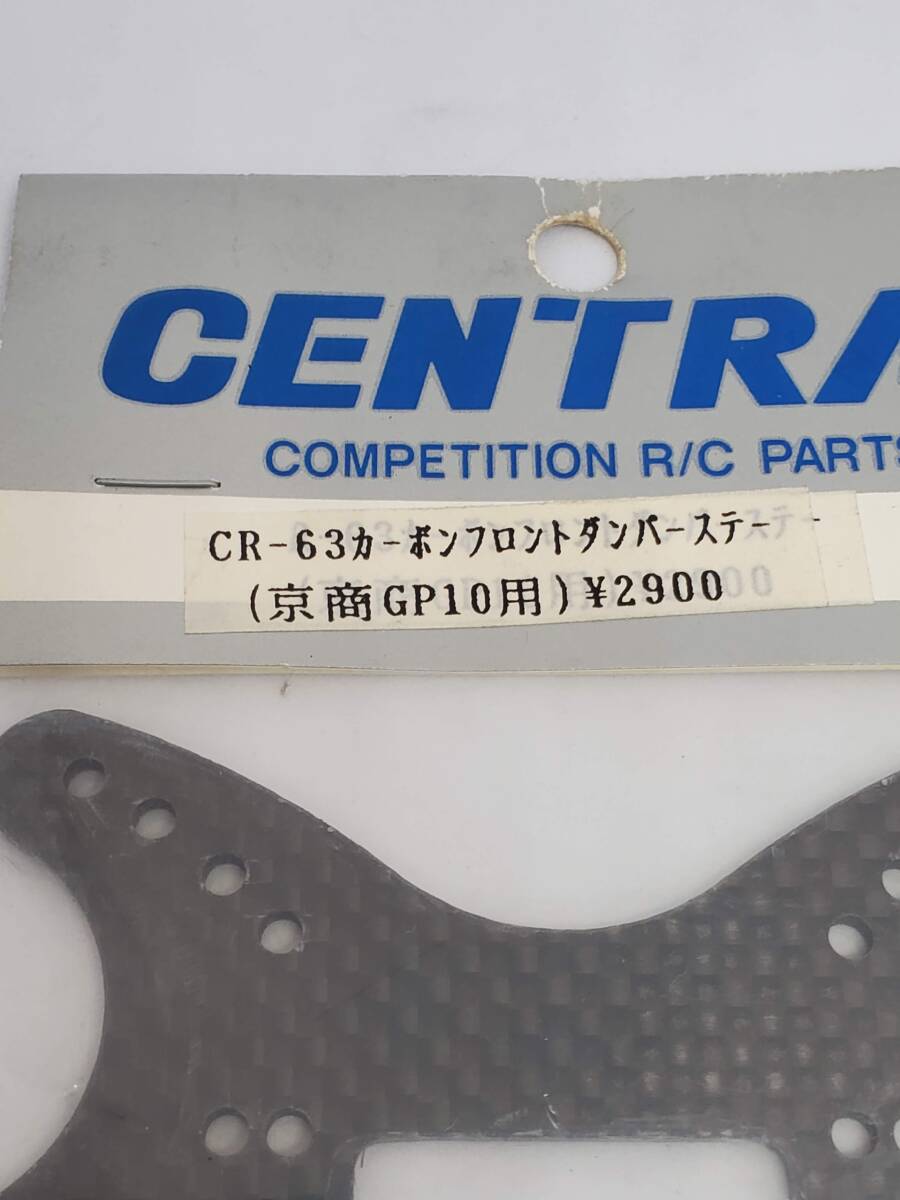 CENTRA
COMPETITION R/C PARTS
CR-63ｶｰﾎﾞﾝﾌﾛﾝﾄﾀﾞﾝﾊﾟｰｽﾃｰ
(京商GP10用)¥2900